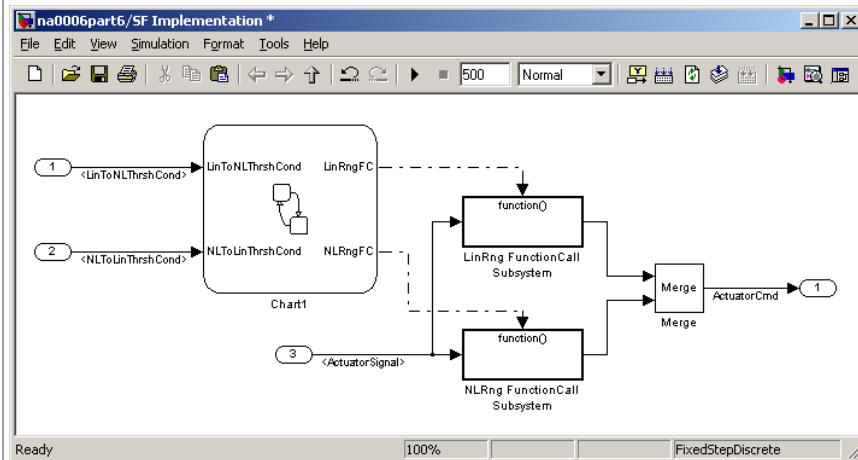 na0006part6/SF Implementation *
File Edit View Simulation Format Tools Help
500 Normal
1
<LinToNLThrshCond>
LinToNLThrshCond LinRngFC
2
<NLToLinThrshCond>
NLToLinThrshCond NLRngFC
Chart1
function()
LinRng FunctionCall
Subsystem
3
<ActuatorSignal>
function()
NLRng FunctionCall
Subsystem
Merge
Merge
ActuatorCmd
1
Ready 100% FixedStepDiscrete